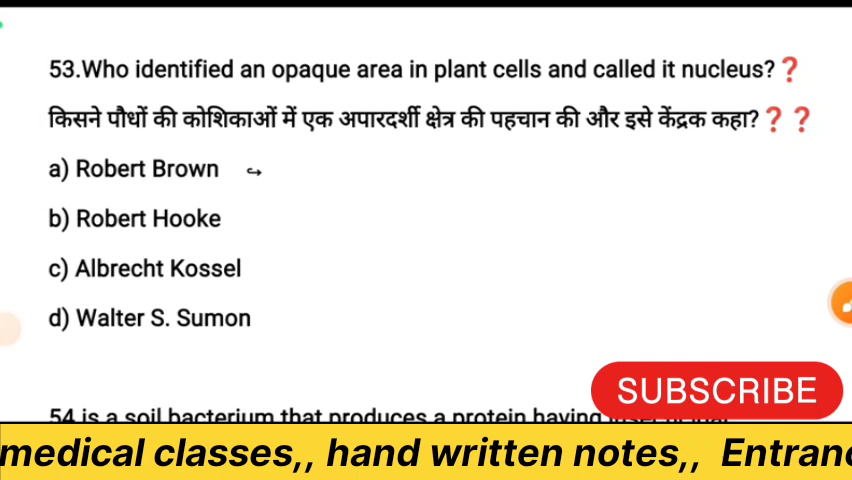 53.Who identified an opaque area in plant cells and called it nucleus?❓
किसने पौधों की कोशिकाओं में एक अपारदर्शी क्षेत्र की पहचान की और इसे केंद्रक कहा?❓❓
a) Robert Brown
b) Robert Hooke
c) Albrecht Kossel
d) Walter S. Sumon
SUBSCRIBE
54 is a soil bacterium that produces a protein having
medical classes,, hand written notes,, Entranc